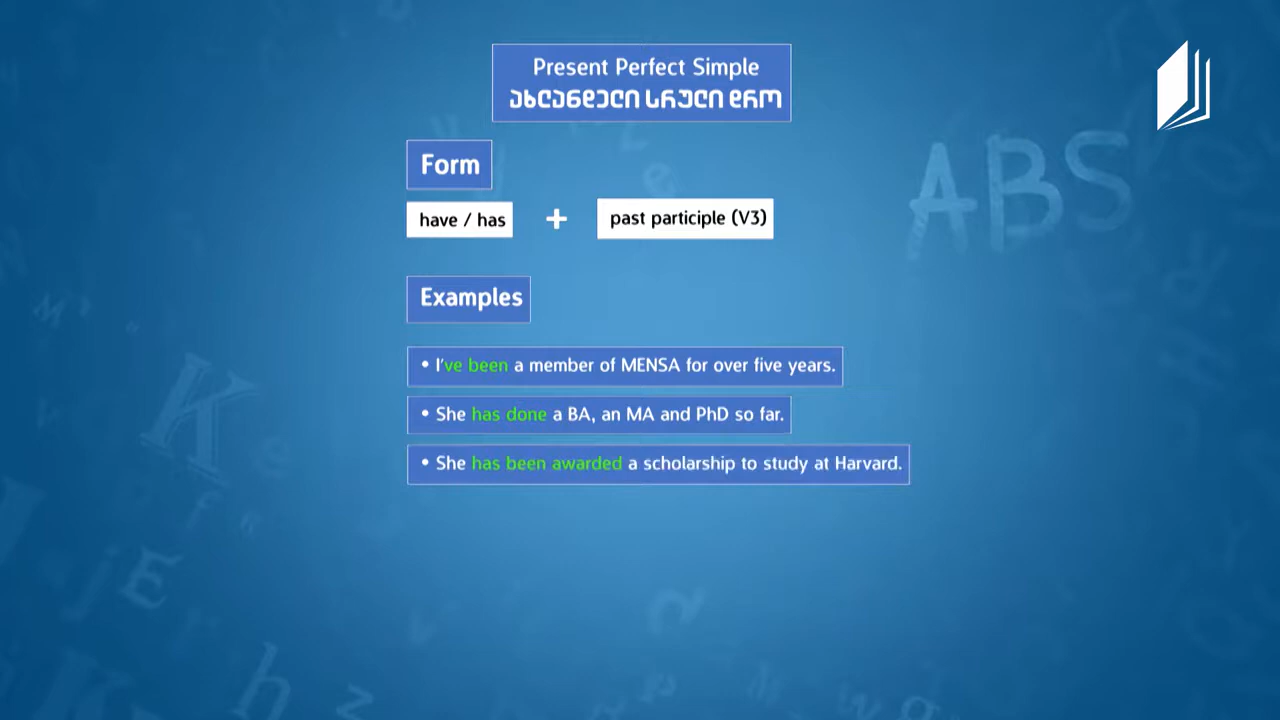 Present Perfect Simple
ახლანდელი სრული დრო
Form
have / has + past participle (V3)
Examples
• I've been a member of MENSA for over five years.
• She has done a BA, an MA and PhD so far.
• She has been awarded a scholarship to study at Harvard.
ABS